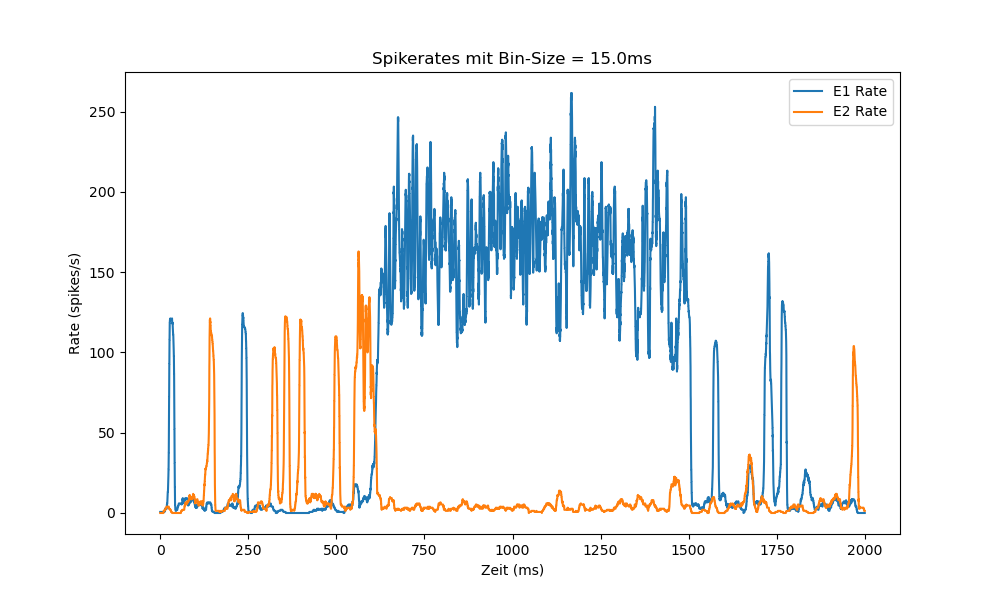 Spikerates mit Bin-Size = 15.0ms
E1 Rate
E2 Rate
250
200
150
100
50
0
Rate (spikes/s)
0 250 500 750 1000 1250 1500 1750 2000
Zeit (ms)